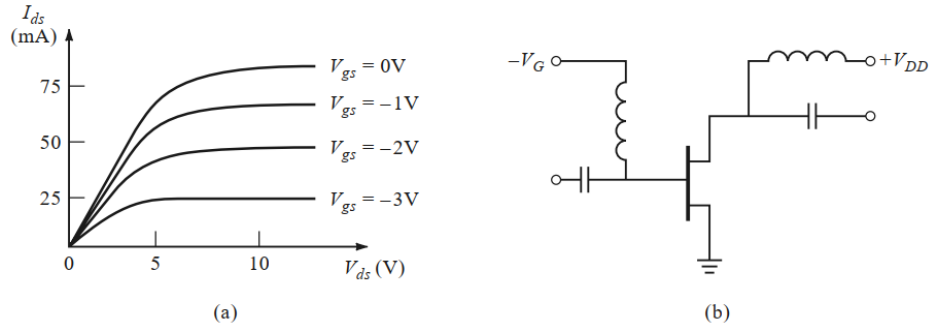 I_ds
(mA)
75
50
25
0
5
10
V_ds (V)
V_gs = 0V
V_gs = −1V
V_gs = −2V
V_gs = −3V
(a)
−V_G
+V_DD
(b)